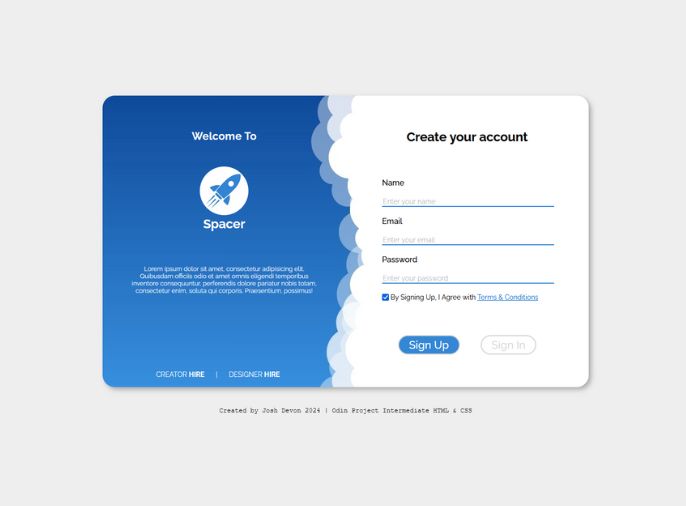 Welcome To
Spacer
Lorem ipsum dolor sit amet, consectetur adipisicing elit.
Quibusdam officiis odio et amet omnis eligendi temporibus
inventore consequuntur, perferendis dolore pariatur nobis totam,
consectetur enim, soluta qui corporis. Praesentium, possimus!
CREATOR HIRE | DESIGNER HIRE
Create your account
Name
Enter your name
Email
Enter your email
Password
Enter your password
By Signing Up, I Agree with Terms & Conditions
Sign Up
Sign In
Created by Josh Devon 2024 | Odin Project Intermediate HTML & CSS